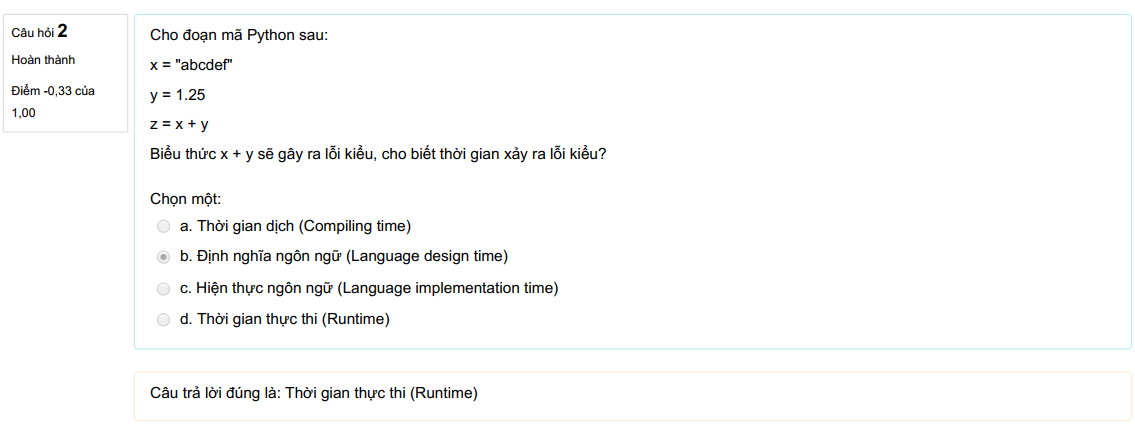 Câu hỏi 2
Hoàn thành
Điểm -0,33 của
1,00
Cho đoạn mã Python sau:
x = "abcdef"
y = 1.25
z = x + y
Biểu thức x + y sẽ gây ra lỗi kiểu, cho biết thời gian xảy ra lỗi kiểu?
Chọn một:
a. Thời gian dịch (Compiling time)
b. Định nghĩa ngôn ngữ (Language design time)
c. Hiện thực ngôn ngữ (Language implementation time)
d. Thời gian thực thi (Runtime)
Câu trả lời đúng là: Thời gian thực thi (Runtime)